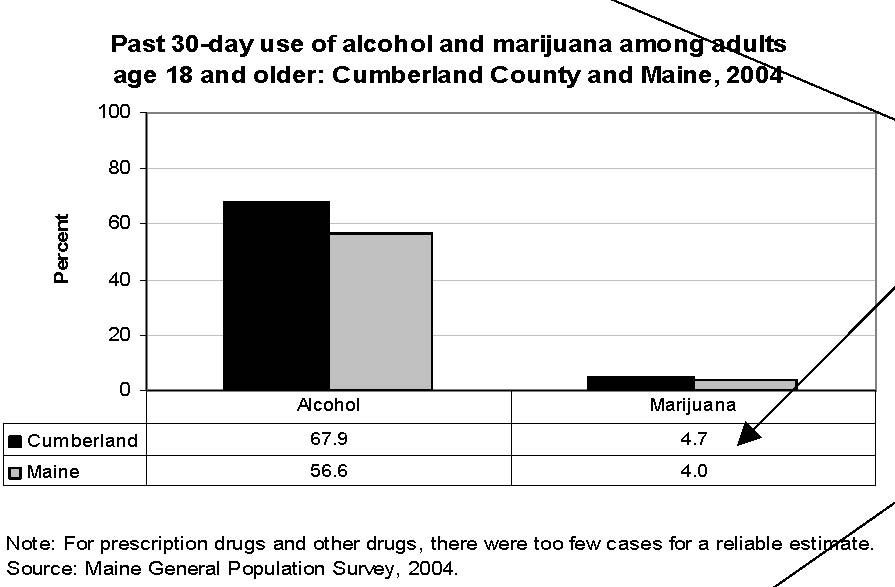 Past 30-day use of alcohol and marijuana among adults
age 18 and older: Cumberland County and Maine, 2004
100
80
60
40
20
0
Percent
Alcohol Marijuana
Cumberland 67.9 4.7
Maine 56.6 4.0
Note: For prescription drugs and other drugs, there were too few cases for a reliable estimate.
Source: Maine General Population Survey, 2004.